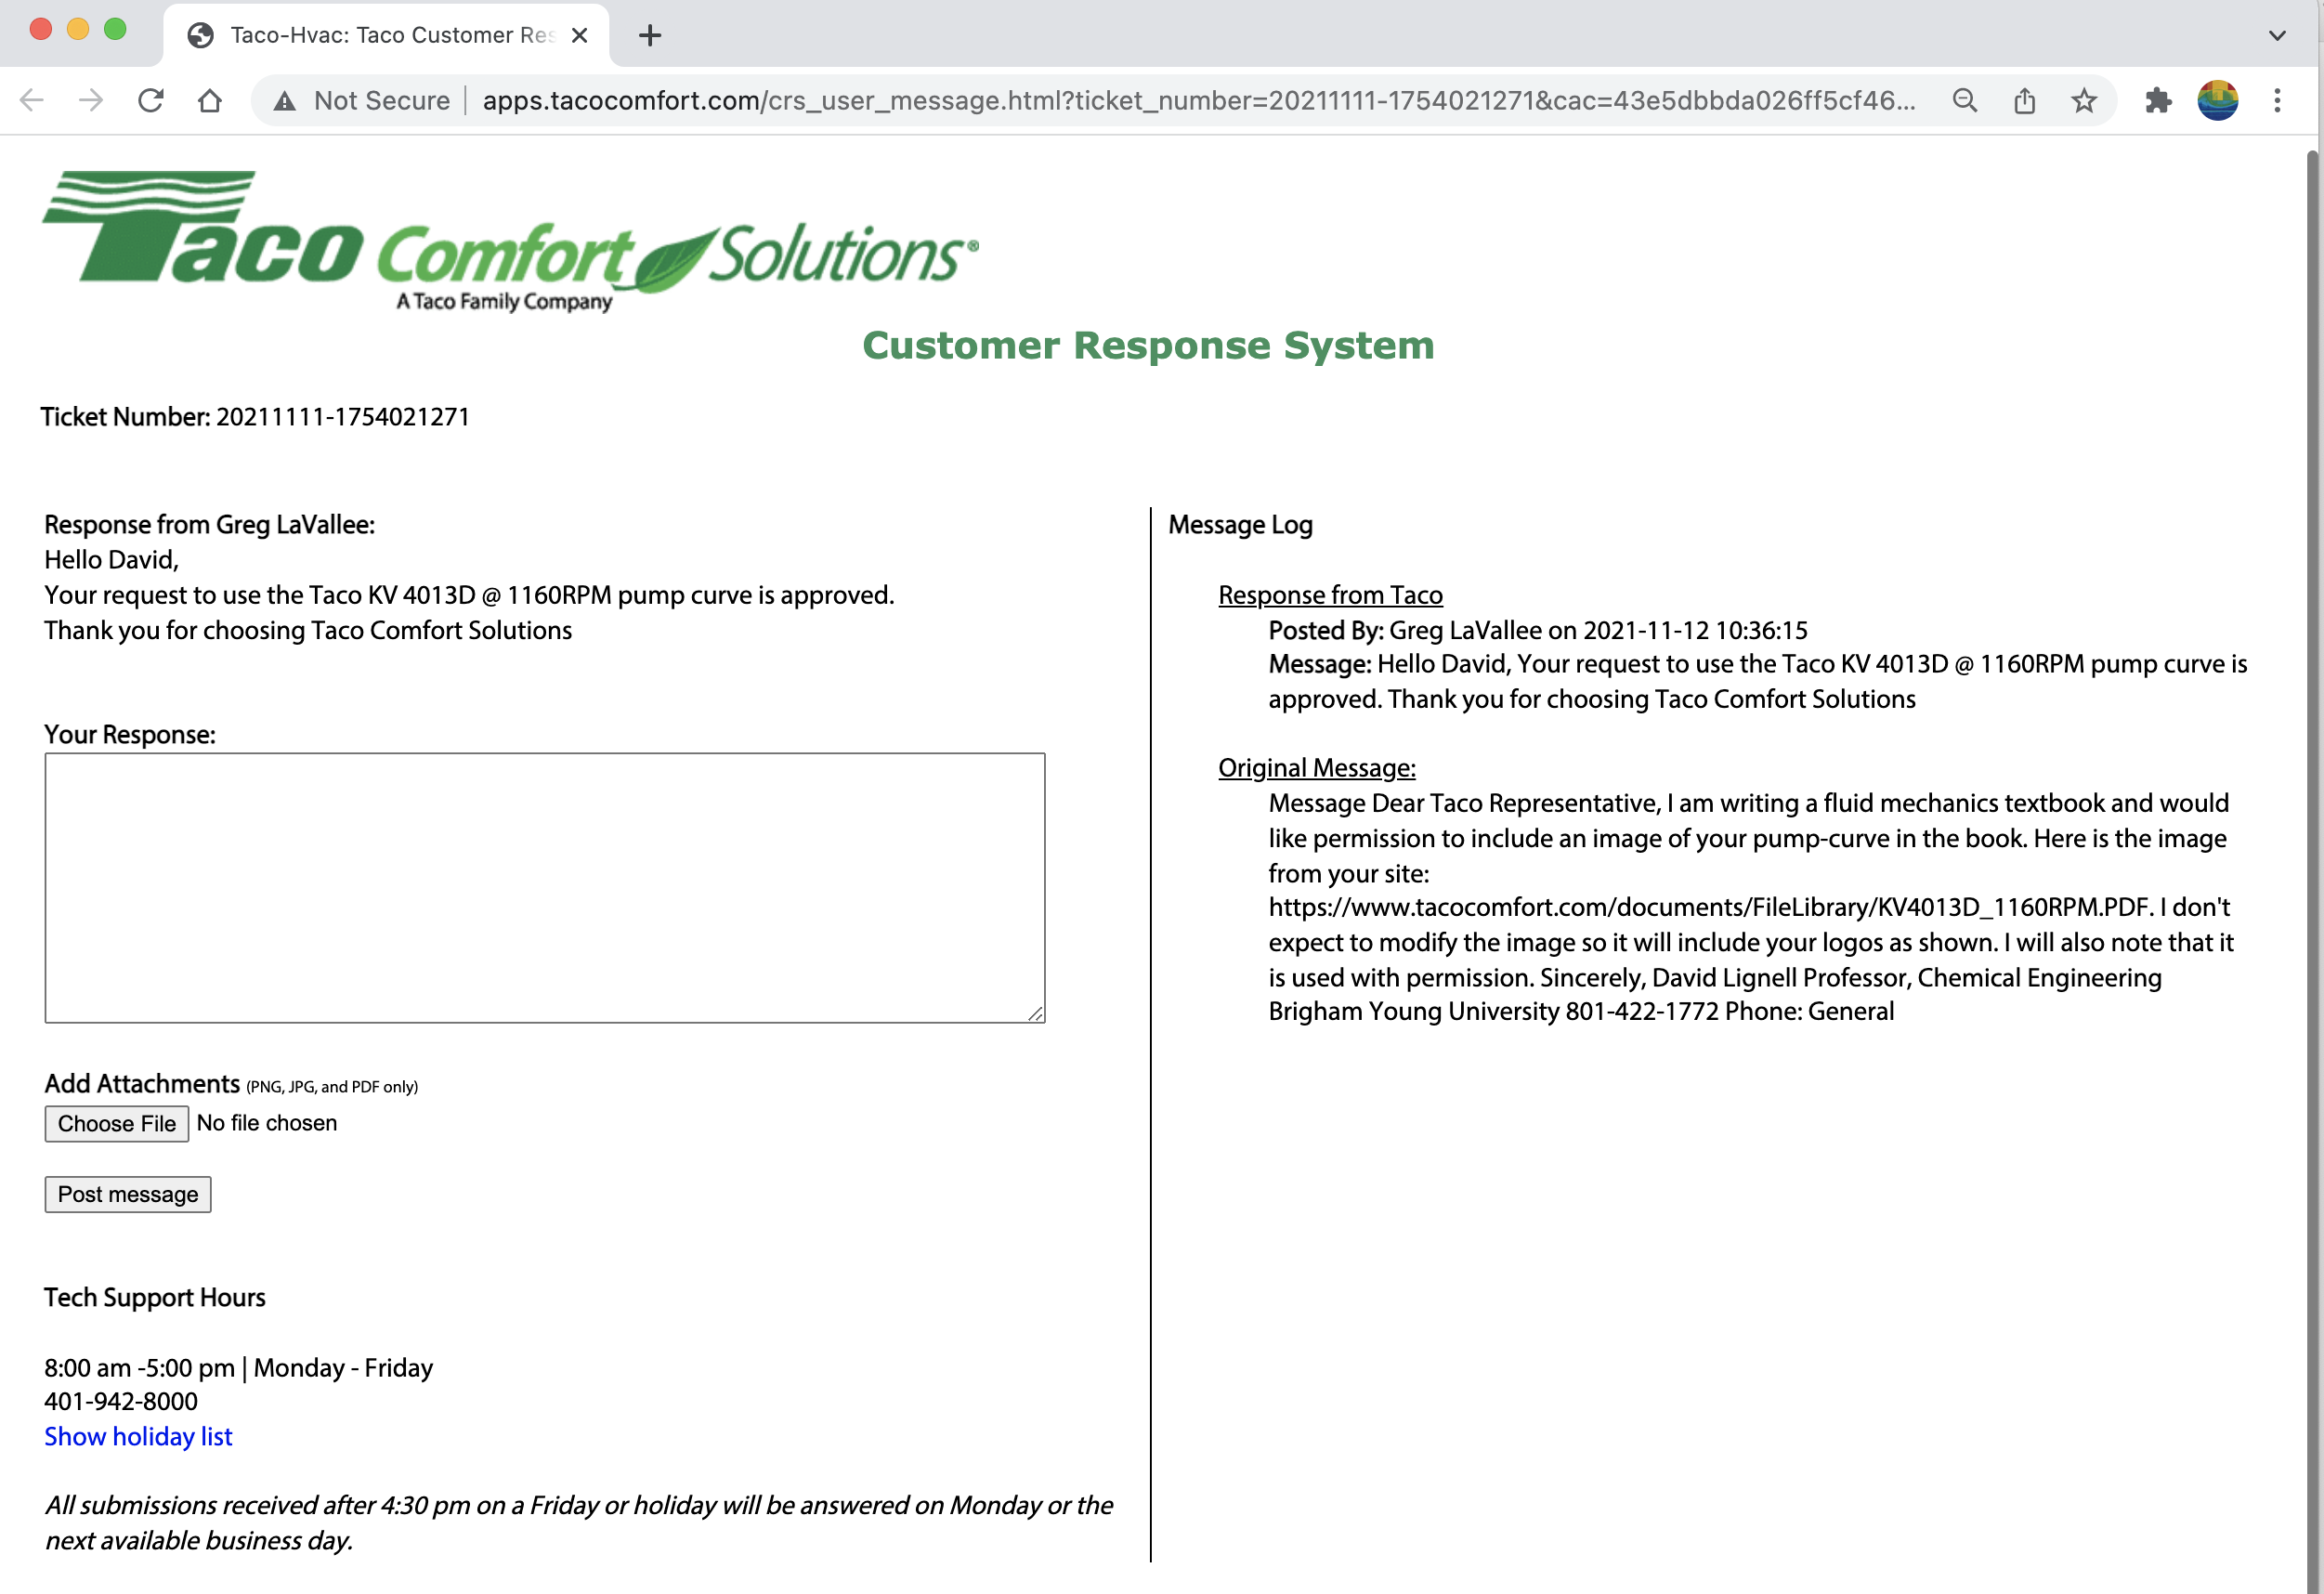 Taco-Hvac: Taco Customer Res
Not Secure apps.tacocomfort.com/crs_user_message.html?ticket_number=20211111-1754021271&cac=43e5dbbda026ff5cf46...
Taco Comfort Solutions®
A Taco Family Company
Customer Response System
Ticket Number: 20211111-1754021271
Response from Greg LaVallee:
Hello David,
Your request to use the Taco KV 4013D @ 1160RPM pump curve is approved.
Thank you for choosing Taco Comfort Solutions
Your Response:
Add Attachments (PNG, JPG, and PDF only)
Choose File No file chosen
Post message
Tech Support Hours
8:00 am -5:00 pm | Monday - Friday
401-942-8000
Show holiday list
All submissions received after 4:30 pm on a Friday or holiday will be answered on Monday or the
next available business day.
Message Log
Response from Taco
Posted By: Greg LaVallee on 2021-11-12 10:36:15
Message: Hello David, Your request to use the Taco KV 4013D @ 1160RPM pump curve is
approved. Thank you for choosing Taco Comfort Solutions
Original Message:
Message Dear Taco Representative, I am writing a fluid mechanics textbook and would
like permission to include an image of your pump-curve in the book. Here is the image
from your site:
https://www.tacocomfort.com/documents/FileLibrary/KV4013D_1160RPM.PDF. I don't
expect to modify the image so it will include your logos as shown. I will also note that it
is used with permission. Sincerely, David Lignell Professor, Chemical Engineering
Brigham Young University 801-422-1772 Phone: General